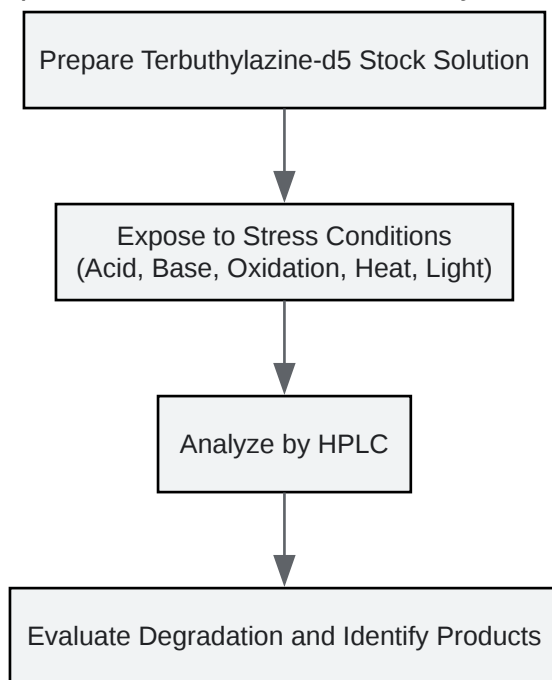 Prepare Terbuthylazine-d5 Stock Solution
Expose to Stress Conditions
(Acid, Base, Oxidation, Heat, Light)
Analyze by HPLC
Evaluate Degradation and Identify Products